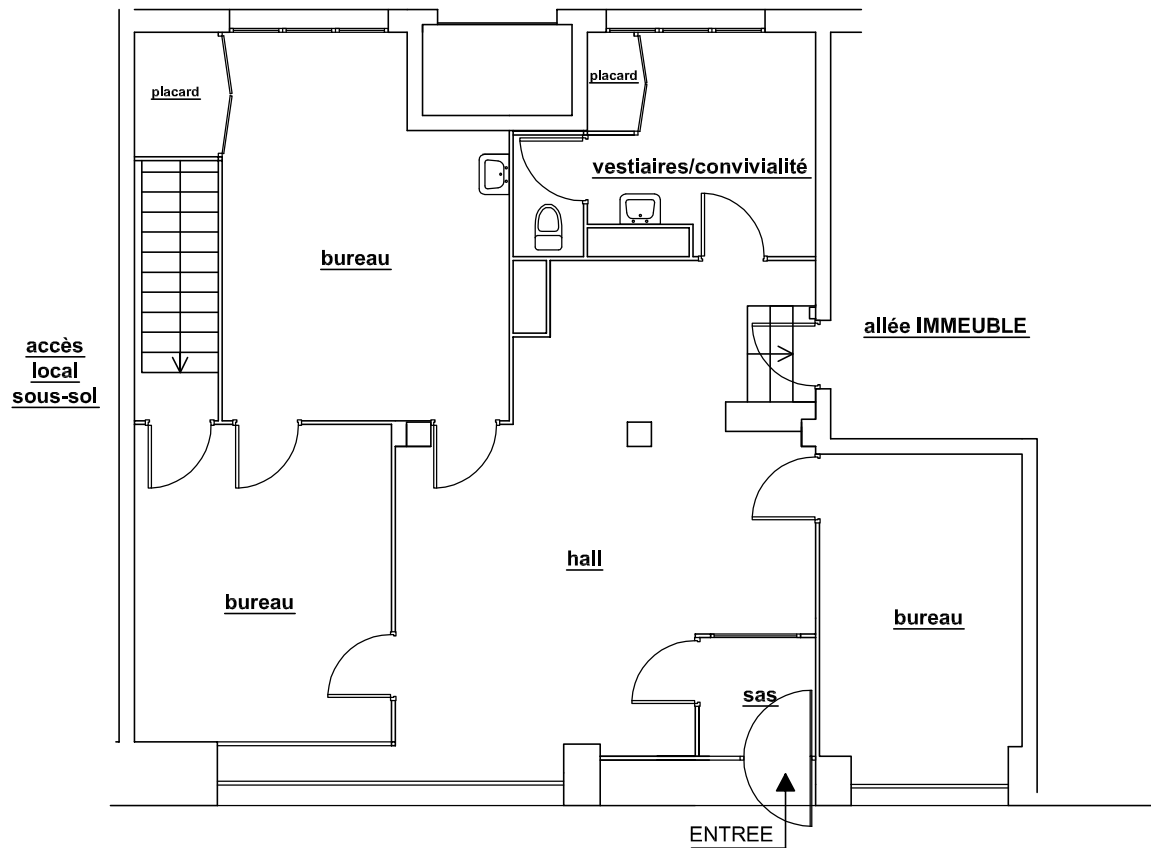 placard
placard
vestiaires/convivialité
bureau
allée IMMEUBLE
accès
local
sous-sol
hall
bureau
bureau
sas
ENTREE